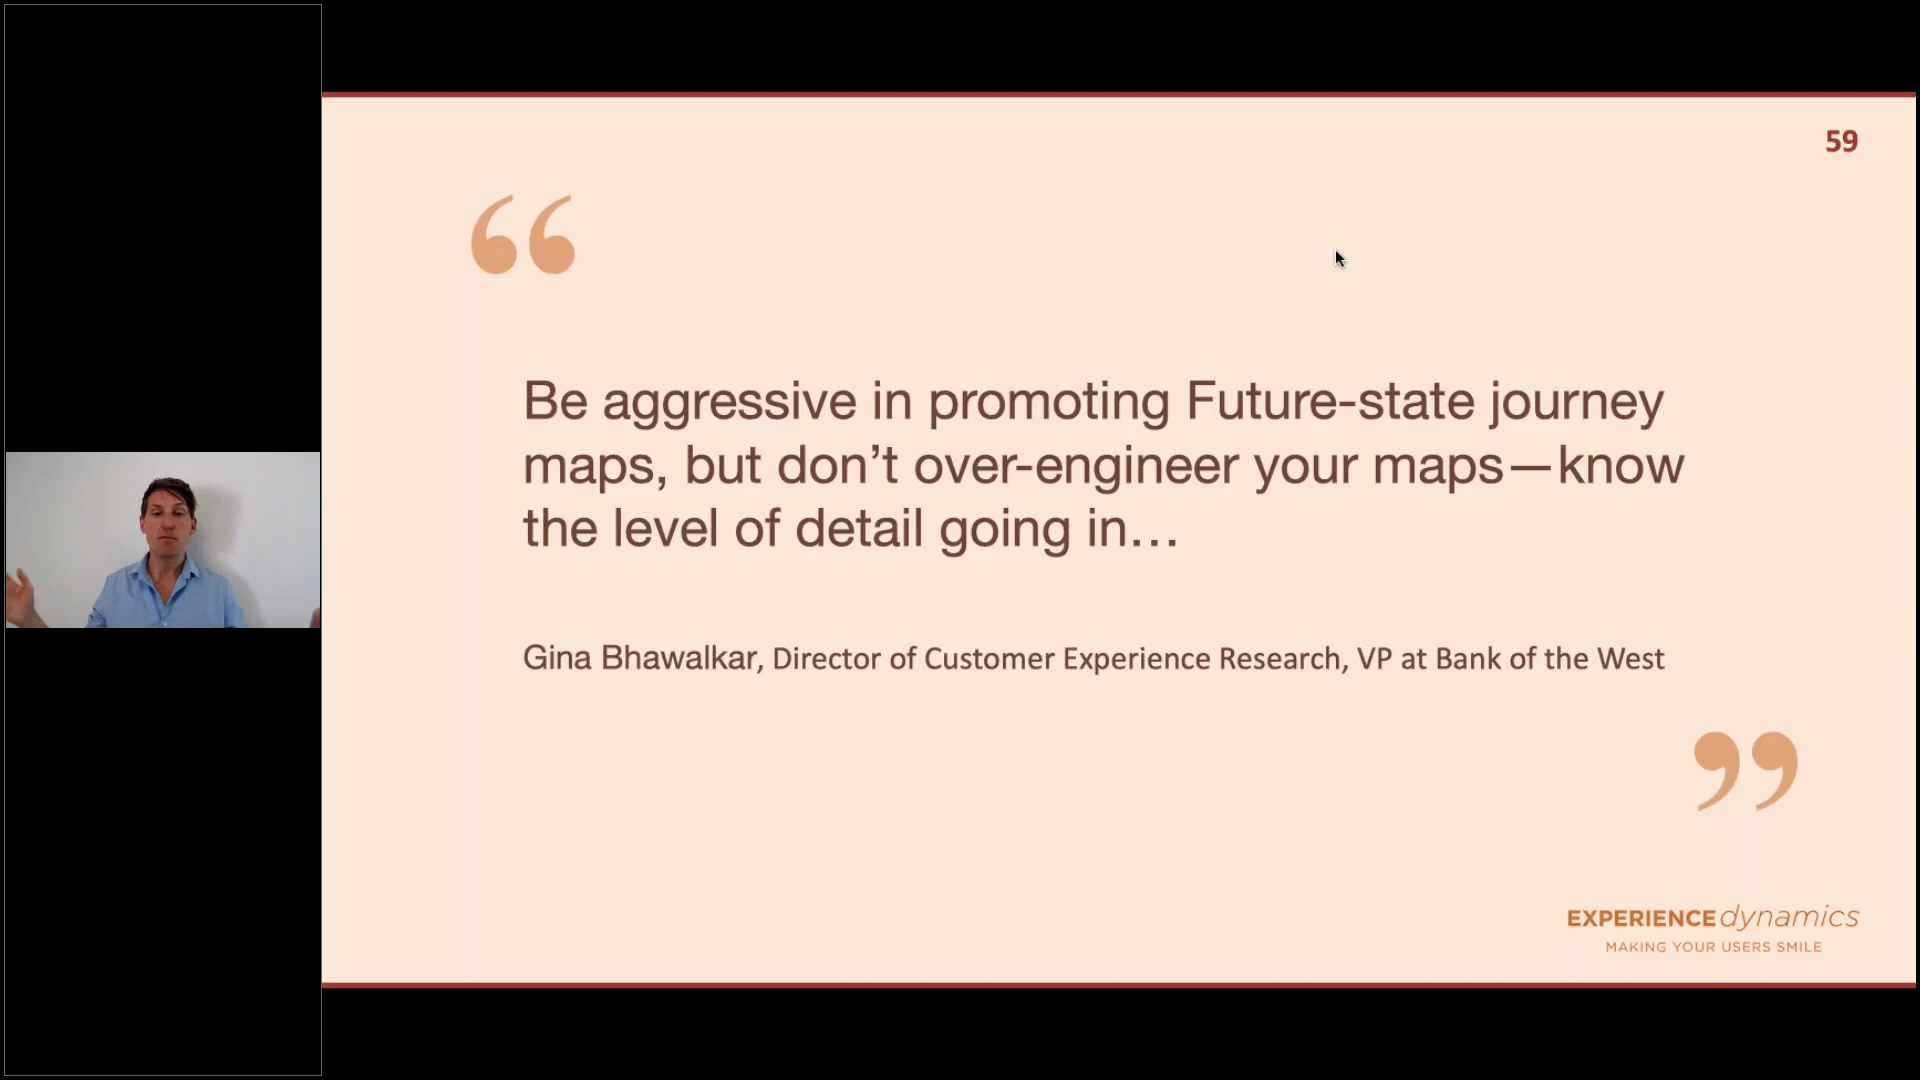 59
“
Be aggressive in promoting Future-state journey
maps, but don’t over-engineer your maps—know
the level of detail going in…
Gina Bhawalkar, Director of Customer Experience Research, VP at Bank of the West
”
EXPERIENCE dynamics
MAKING YOUR USERS SMILE